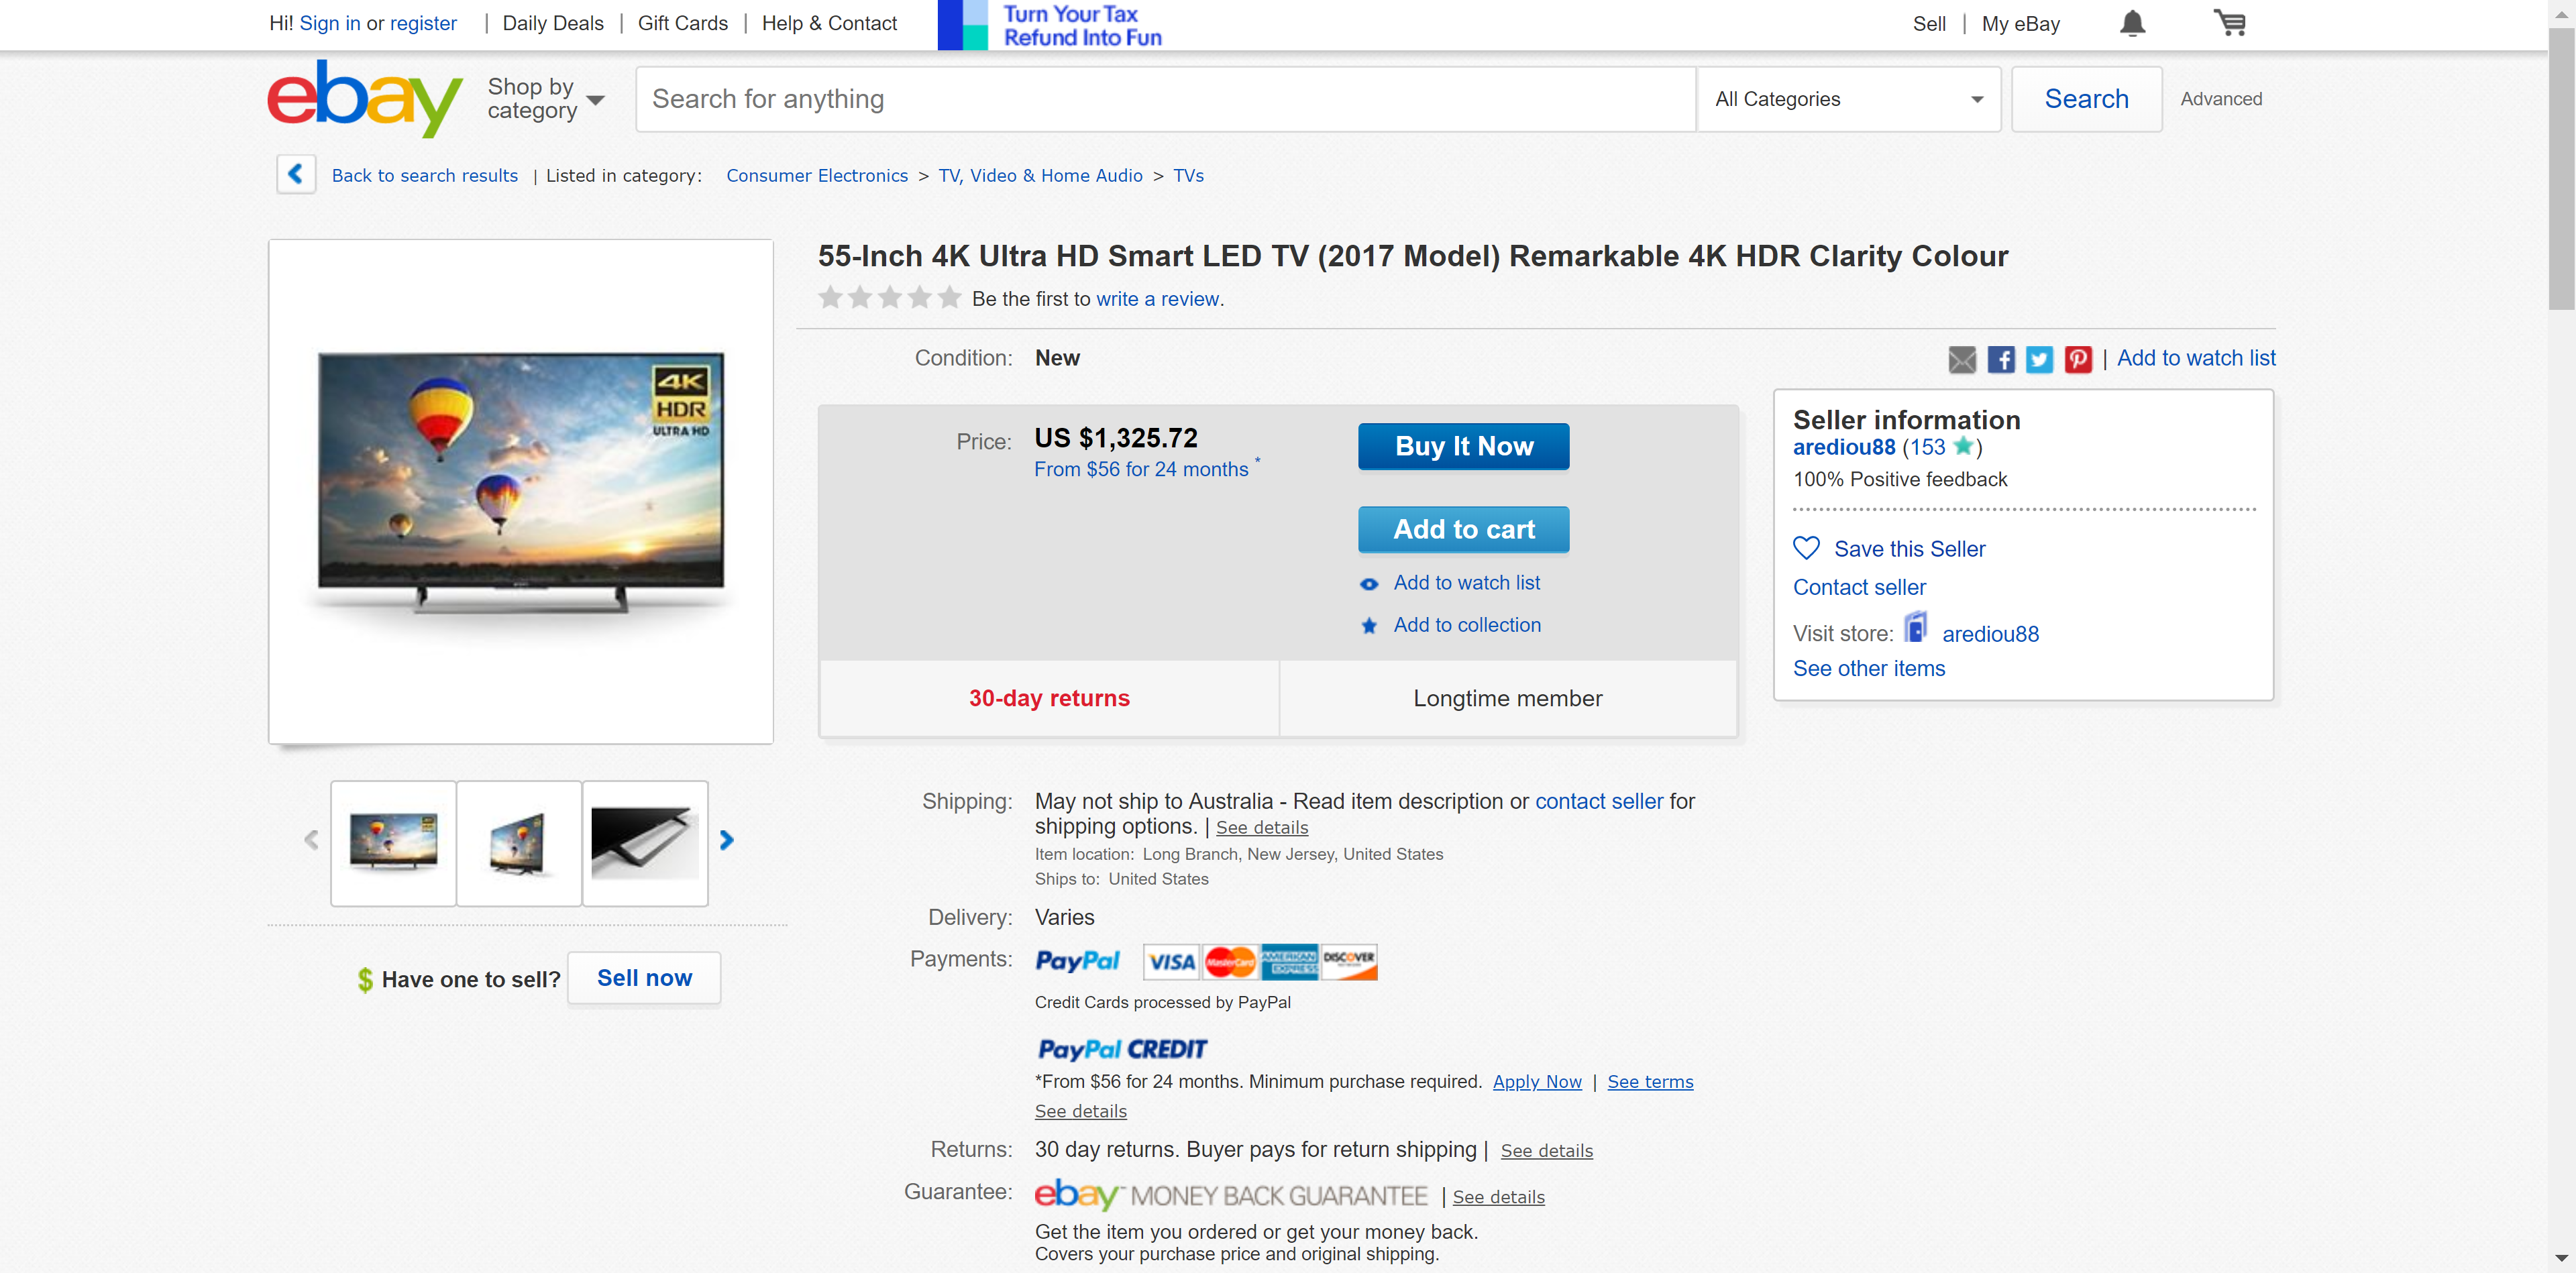 Hi! Sign in or register | Daily Deals | Gift Cards | Help & Contact
Turn Your Tax
Refund Into Fun
Sell | My eBay
ebay
Shop by
category
Search for anything
All Categories
Search
Advanced
Back to search results | Listed in category: Consumer Electronics > TV, Video & Home Audio > TVs
55-Inch 4K Ultra HD Smart LED TV (2017 Model) Remarkable 4K HDR Clarity Colour
Be the first to write a review.
Condition: New
| Add to watch list
4K
HDR
ULTRA HD
Price: US $1,325.72
From $56 for 24 months *
Buy It Now
Add to cart
Add to watch list
Add to collection
30-day returns
Longtime member
Seller information
arediou88 (153 ★)
100% Positive feedback
Save this Seller
Contact seller
Visit store: arediou88
See other items
Shipping: May not ship to Australia - Read item description or contact seller for
shipping options. | See details
Item location: Long Branch, New Jersey, United States
Ships to: United States
Delivery: Varies
Payments: PayPal VISA MasterCard AMERICAN EXPRESS DISCOVER
Credit Cards processed by PayPal
PayPal CREDIT
*From $56 for 24 months. Minimum purchase required. Apply Now | See terms
See details
Returns: 30 day returns. Buyer pays for return shipping | See details
Guarantee: ebay™ MONEY BACK GUARANTEE | See details
Get the item you ordered or get your money back.
Covers your purchase price and original shipping.
$ Have one to sell? Sell now